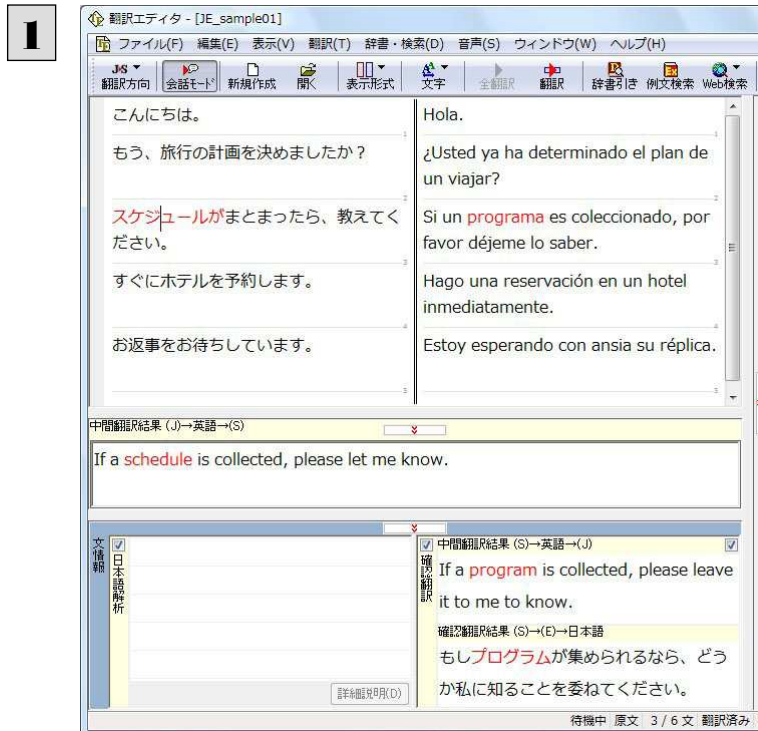 1
翻訳エディタ - [JE_sample01]
ファイル(F) 編集(E) 表示(V) 翻訳(T) 辞書・検索(D) 音声(S) ウィンドウ(W) ヘルプ(H)
J›S
翻訳方向 会話モード 新規作成 開く 表示形式 文字 全翻訳 翻訳 辞書引き 例文検索 Web検索
こんにちは。
Hola.
1
1
もう、旅行の計画を決めましたか？
¿Usted ya ha determinado el plan de
un viajar?
2
2
スケジュールがまとまったら、教えてく
ださい。
Si un programa es coleccionado, por
favor déjeme lo saber.
3
3
すぐにホテルを予約します。
Hago una reservación en un hotel
inmediatamente.
4
4
お返事をお待ちしています。
Estoy esperando con ansia su réplica.
5
5
中間翻訳結果 (J)→英語→(S)
If a schedule is collected, please let me know.
文情報
日本語解析
詳細説明(D)
確認翻訳
中間翻訳結果 (S)→英語→(J)
If a program is collected, please leave
it to me to know.
確認翻訳結果 (S)→(E)→日本語
もしプログラムが集められるなら、どう
か私に知ることを委ねてください。
待機中 原文 3 / 6 文 翻訳済み